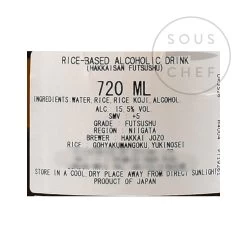 SOUS
CHEF
RICE-BASED ALCOHOLIC DRINK
(HAKKAISAN FUTSUSHU)
720 ML
INGREDIENTS:WATER,RICE,RICE KOJI,ALCOHOL
ALC 15.5% VOL
SMV +5
GRADE FUTSUSHU
REGION : NIIGATA
BREWER : HAKKAI JOZO
RICE : GOHYAKUMANGOKU YUKINOSEI
STORE IN A COOL DRY PLACE AWAY FROM DIRECT SUNLIGHT
PRODUCT OF JAPAN